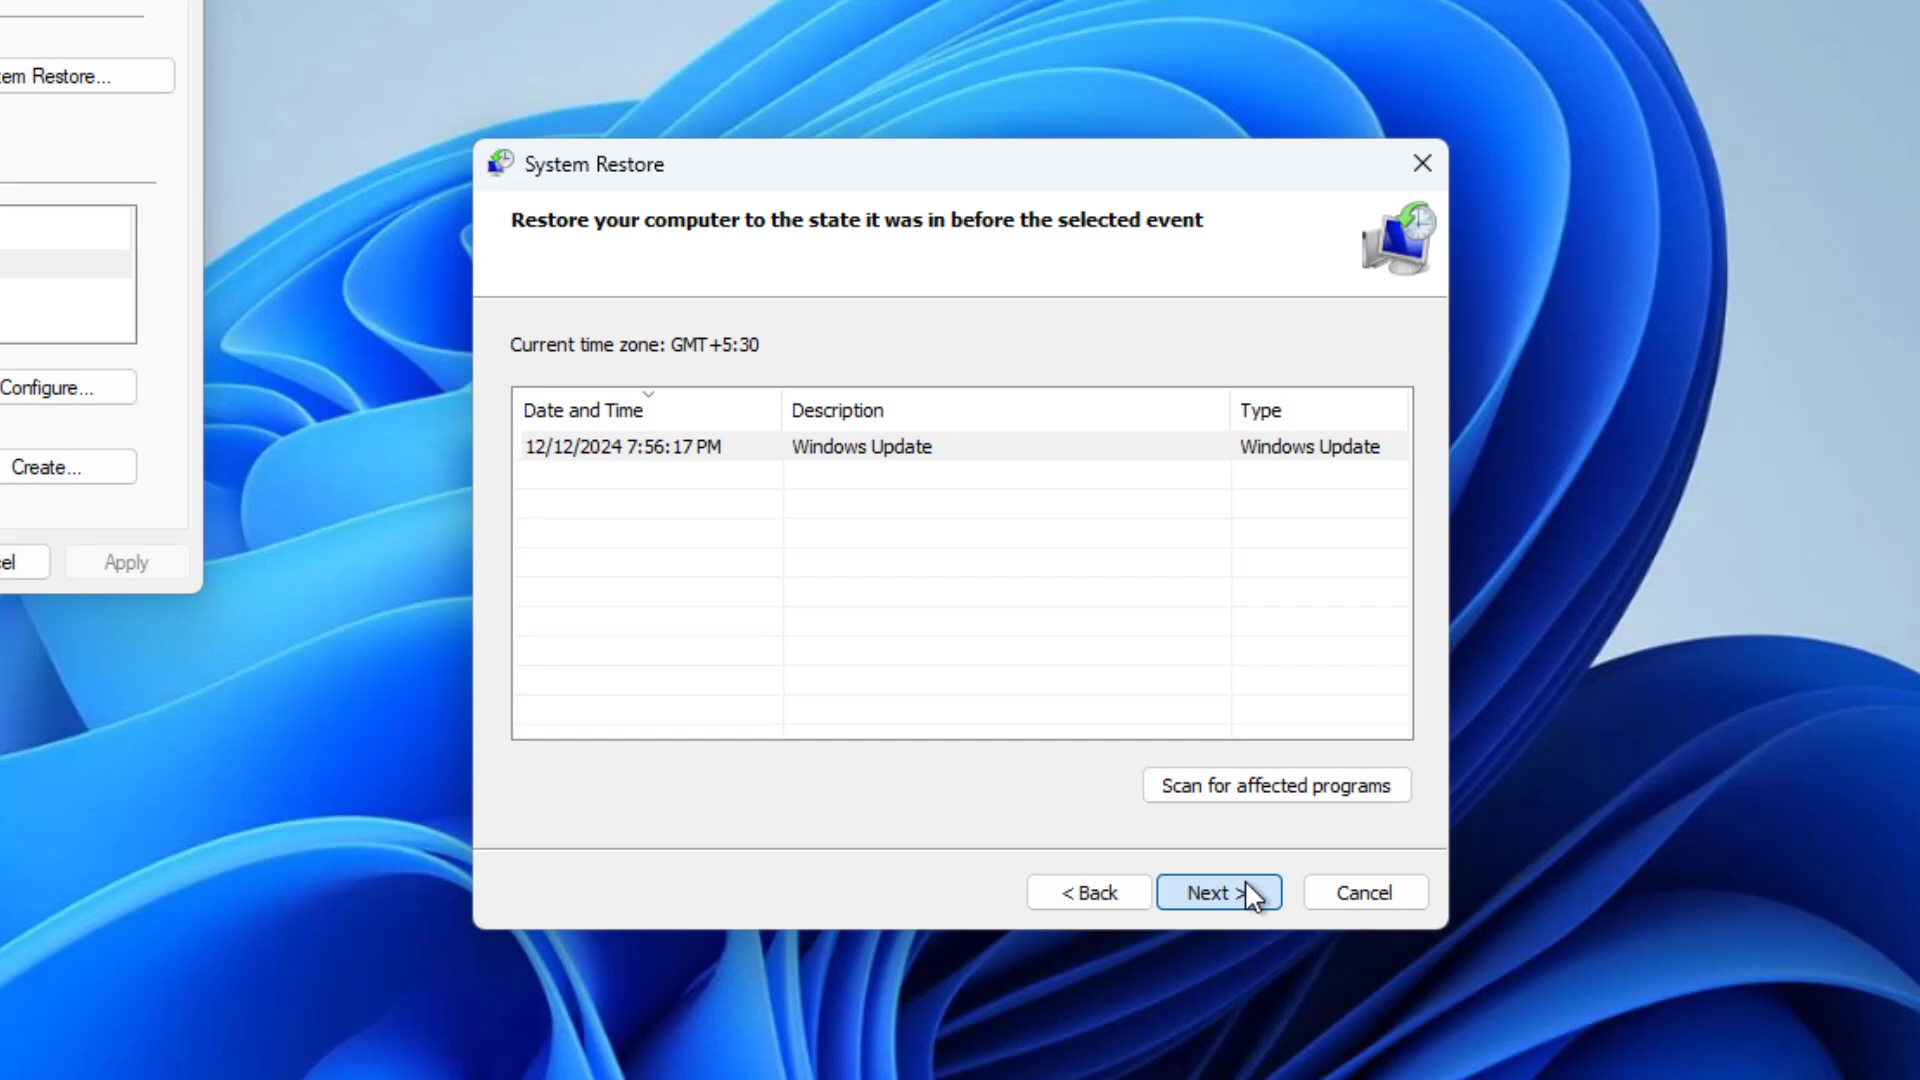 tem Restore...
Configure...
Create...
cel
Apply
System Restore
Restore your computer to the state it was in before the selected event
Current time zone: GMT+5:30
Date and Time Description Type
12/12/2024 7:56:17 PM Windows Update Windows Update
Scan for affected programs
< Back Next > Cancel